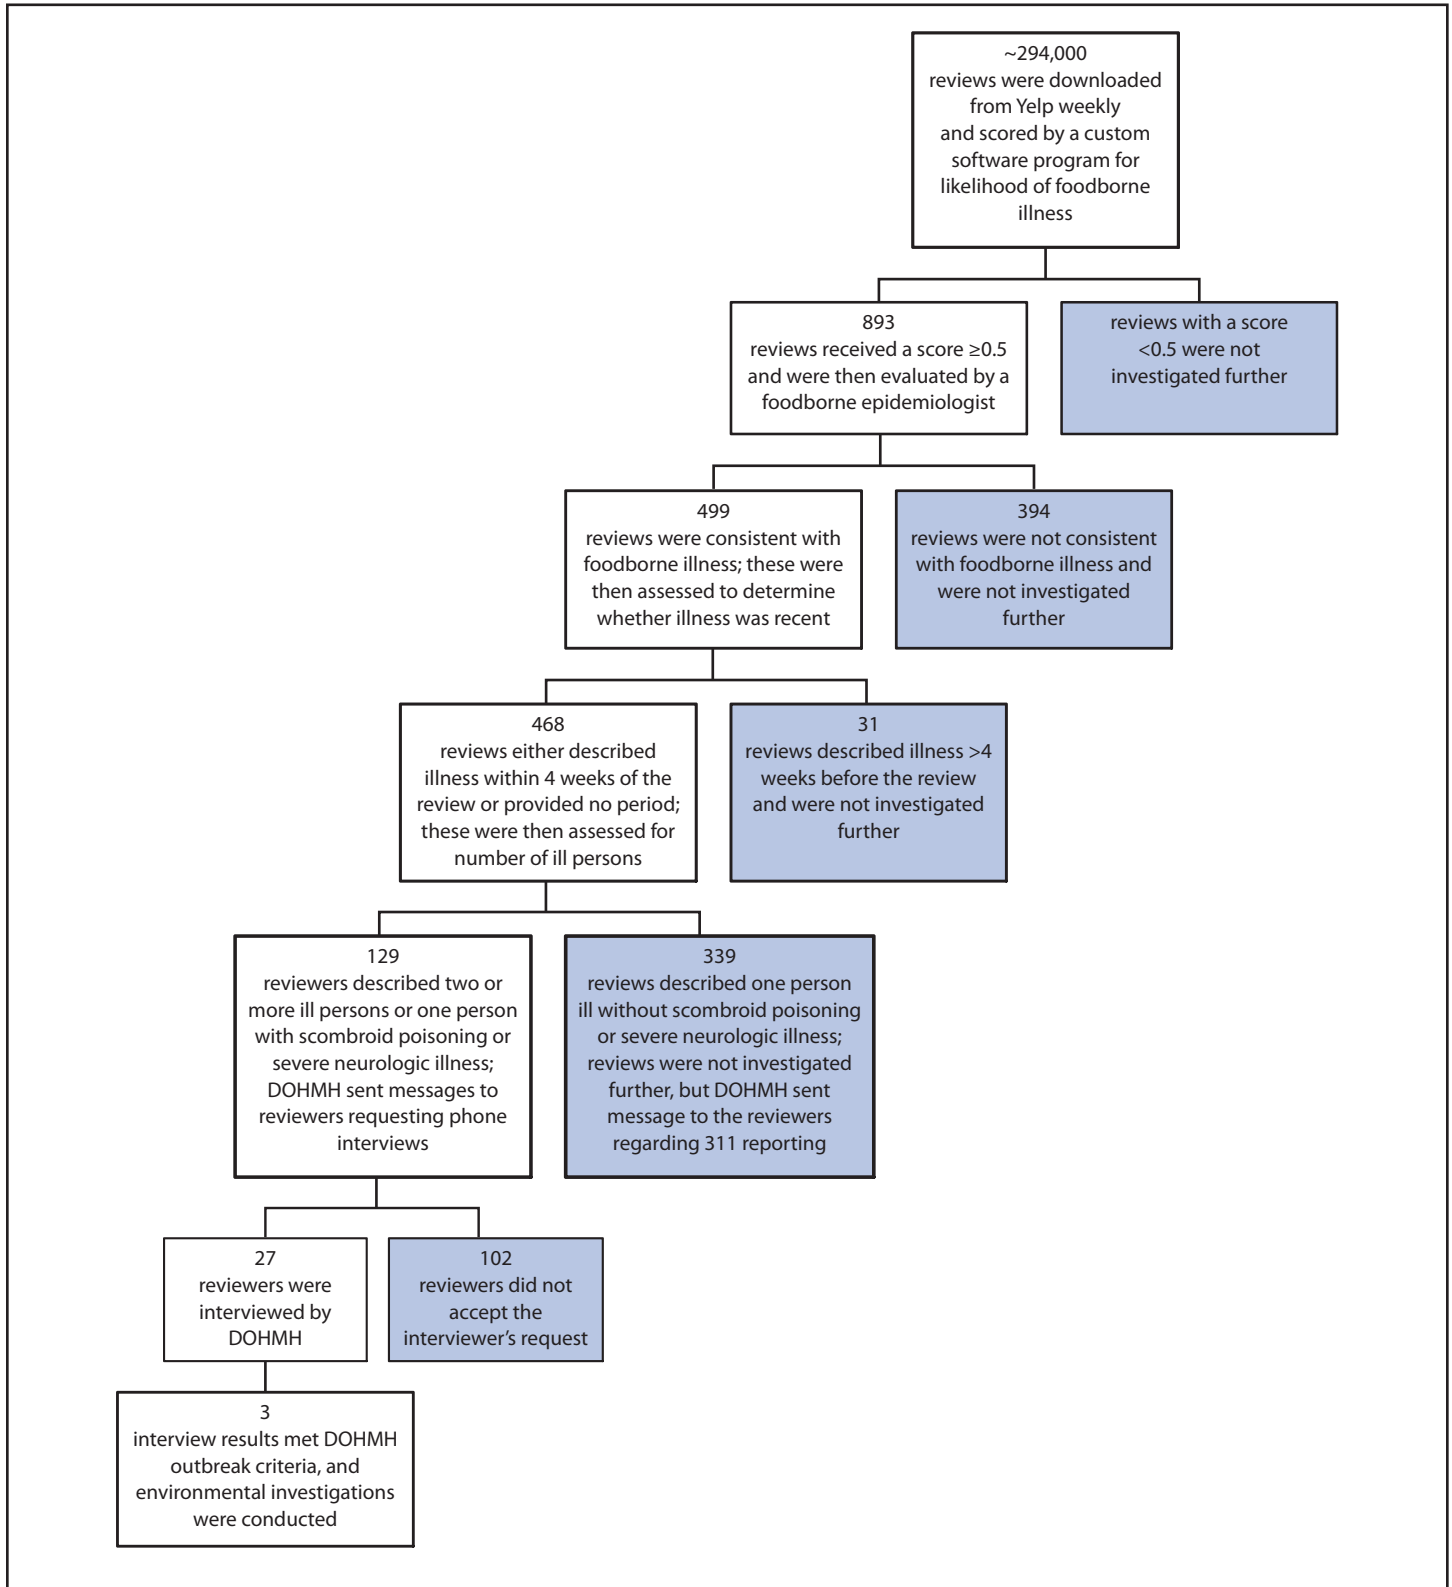 ~294,000
reviews were downloaded
from Yelp weekly
and scored by a custom
software program for
likelihood of foodborne
illness
893
reviews received a score ≥0.5
and were then evaluated by a
foodborne epidemiologist
reviews with a score
<0.5 were not
investigated further
499
reviews were consistent with
foodborne illness; these were
then assessed to determine
whether illness was recent
394
reviews were not consistent
with foodborne illness and
were not investigated
further
468
reviews either described
illness within 4 weeks of the
review or provided no period;
these were then assessed for
number of ill persons
31
reviews described illness >4
weeks before the review
and were not investigated
further
129
reviewers described two or
more ill persons or one person
with scombroid poisoning or
severe neurologic illness;
DOHMH sent messages to
reviewers requesting phone
interviews
339
reviews described one person
ill without scombroid poisoning
or severe neurologic illness;
reviews were not investigated
further, but DOHMH sent
message to the reviewers
regarding 311 reporting
27
reviewers were
interviewed by
DOHMH
102
reviewers did not
accept the
interviewer’s request
3
interview results met DOHMH
outbreak criteria, and
environmental investigations
were conducted